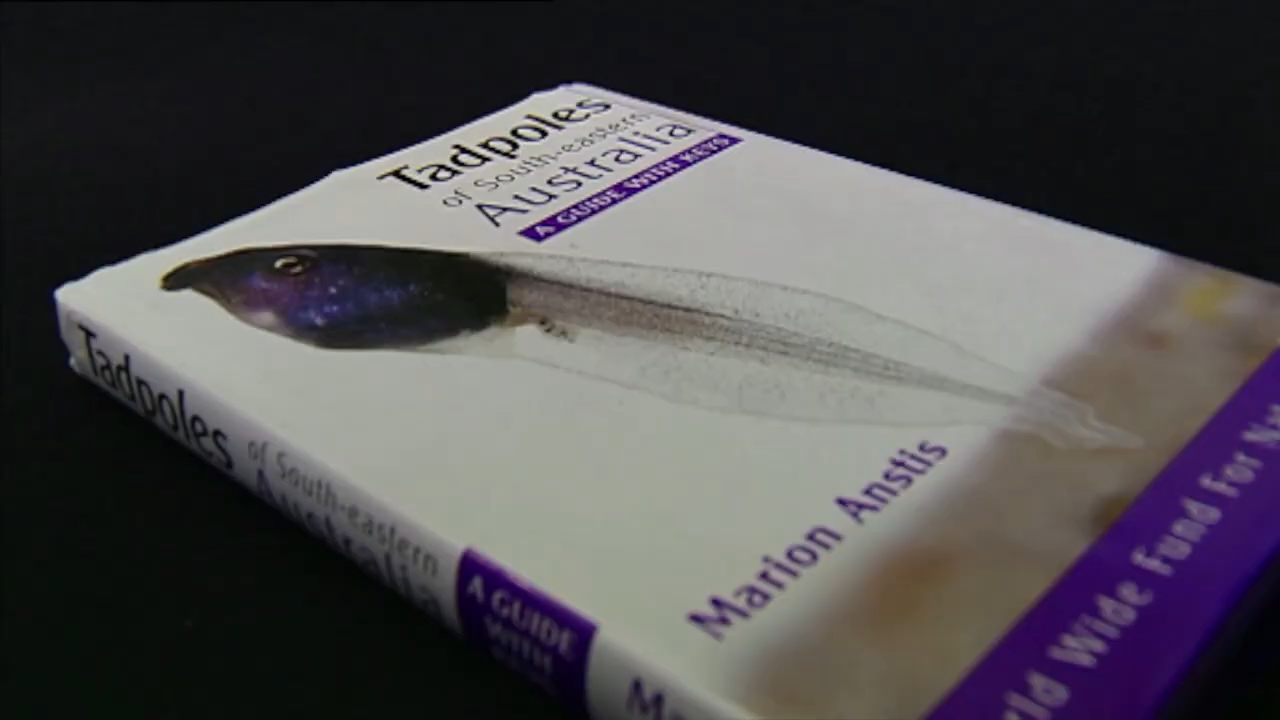 Tadpoles
of South-eastern
Australia
A GUIDE WITH KEYS
Marion Anstis
Wide Fund For
Tadpoles
of South-eastern
Australia
A GUIDE
WITH